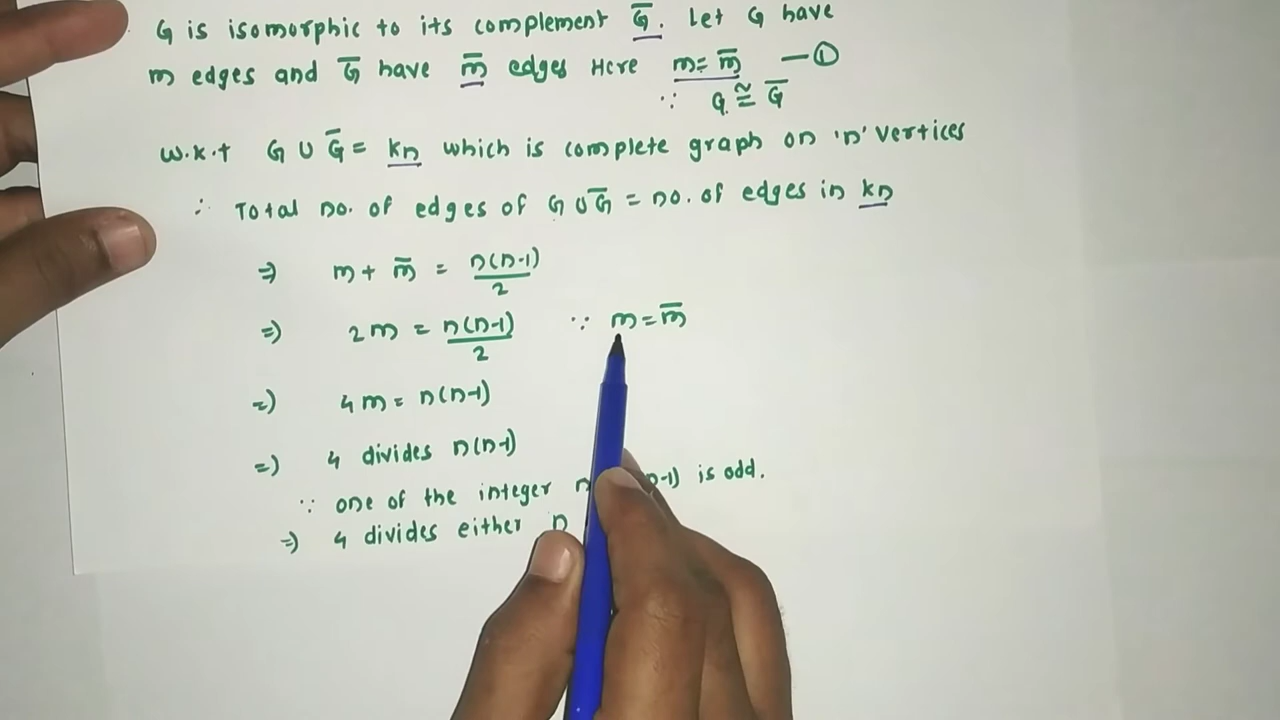 G is isomorphic to its complement G̅. Let G have
m edges and G̅ have m̅ edges Here m = m̅ —①
∵ G ≅ G̅
w.k.t G ∪ G̅ = kn which is complete graph on 'n' vertices
∴ Total no. of edges of G ∪ G̅ = no. of edges in kn
⇒ m + m̅ = n(n-1)/2
⇒ 2m = n(n-1)/2 ∵ m = m̅
=) 4m = n(n-1)
=) 4 divides n(n-1)
∵ one of the integer n (n-1) is odd.
=) 4 divides either n